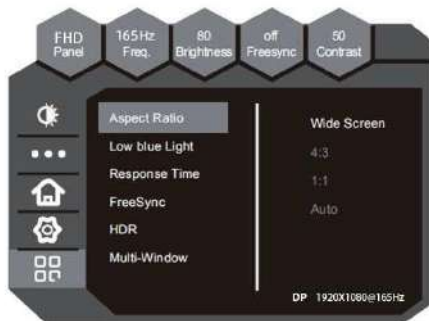 FHD
Panel
165Hz
Freq.
80
Brightness
off
Freesync
50
Contrast
Aspect Ratio
Low blue Light
Response Time
FreeSync
HDR
Multi-Window
Wide Screen
4:3
1:1
Auto
DP 1920X1080@165Hz